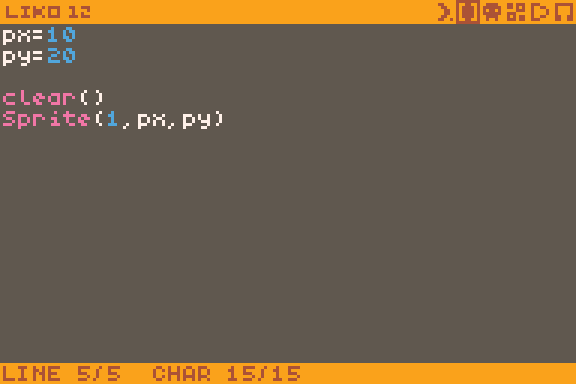 LIKO 12
px=10
py=20
clear()
Sprite(1,px,py)
LINE 5/5 CHAR 15/15